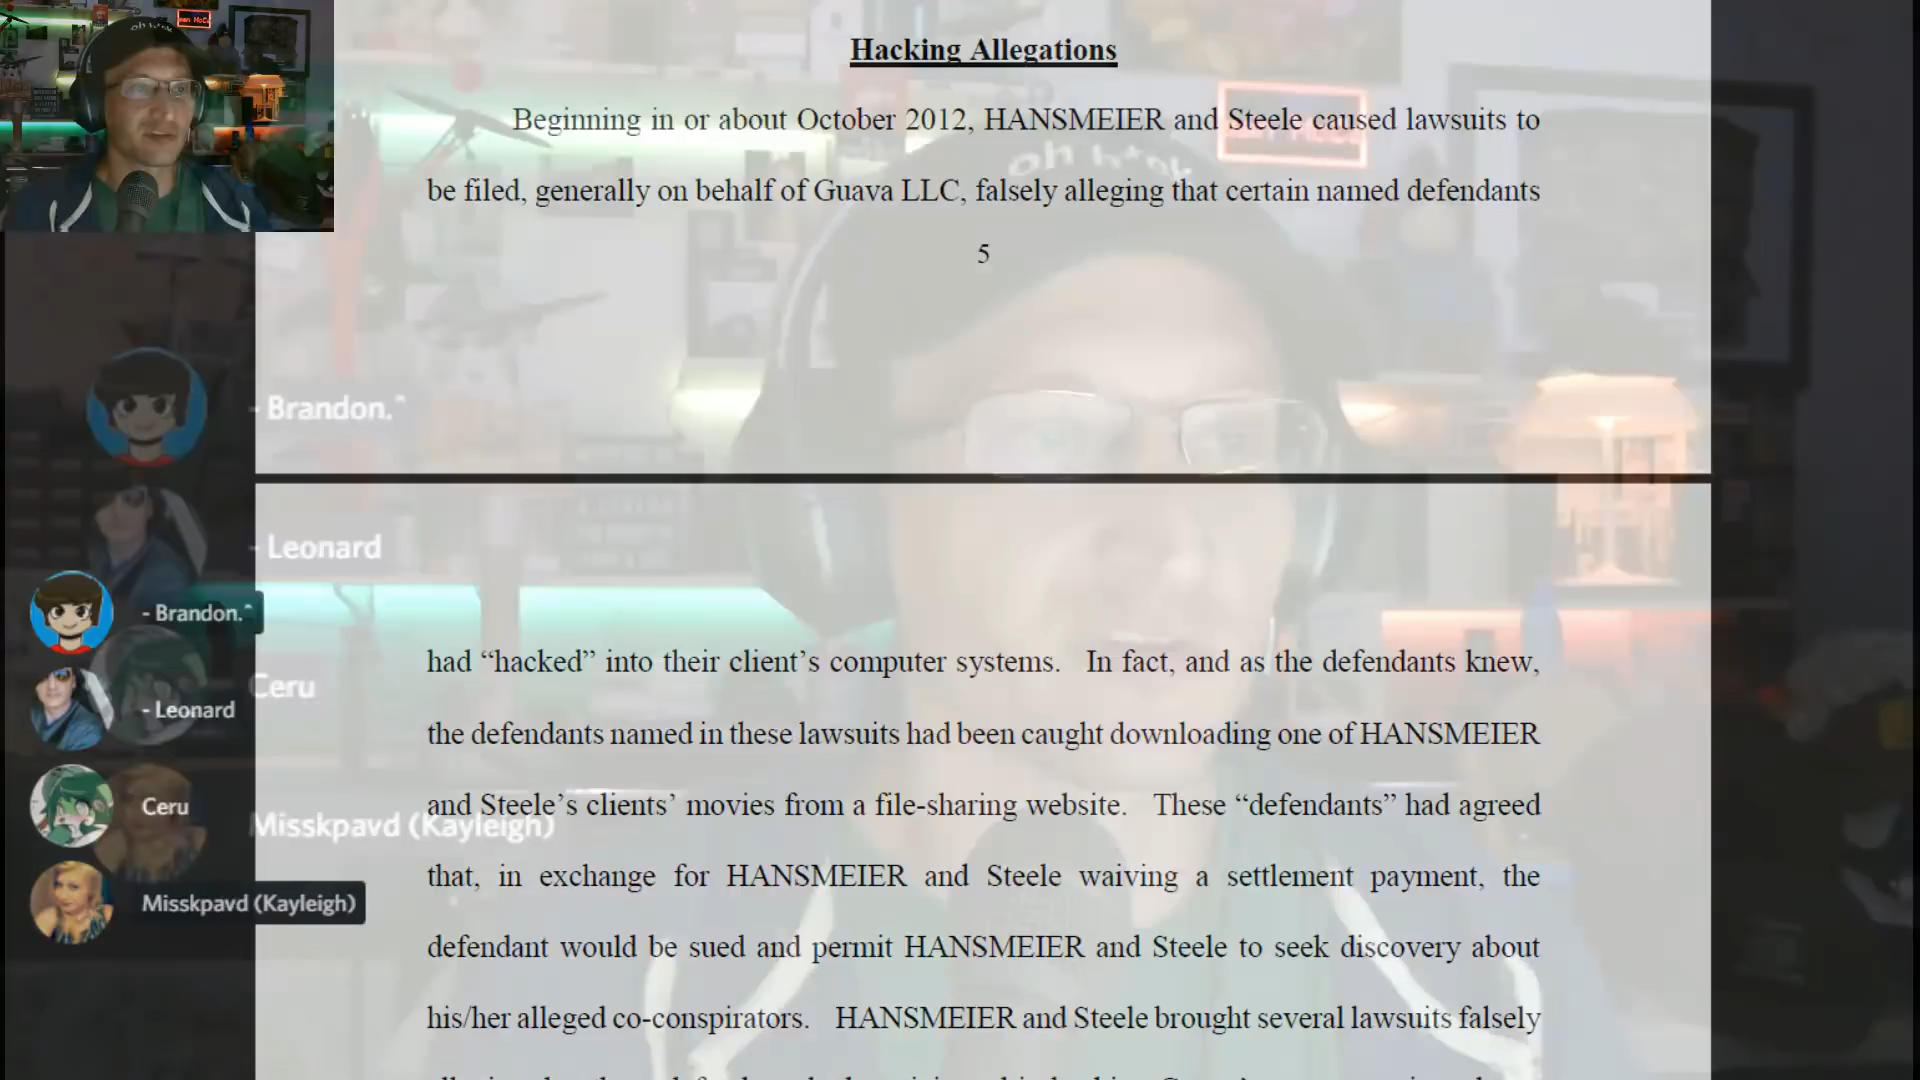 Hacking Allegations
Beginning in or about October 2012, HANSMEIER and Steele caused lawsuits to
be filed, generally on behalf of Guava LLC, falsely alleging that certain named defendants
5
- Brandon.^
- Leonard
Ceru
Misskpavd (Kayleigh)
- Brandon.^
- Leonard
Ceru
Misskpavd (Kayleigh)
had “hacked” into their client’s computer systems. In fact, and as the defendants knew,
the defendants named in these lawsuits had been caught downloading one of HANSMEIER
and Steele’s clients’ movies from a file-sharing website. These “defendants” had agreed
that, in exchange for HANSMEIER and Steele waiving a settlement payment, the
defendant would be sued and permit HANSMEIER and Steele to seek discovery about
his/her alleged co-conspirators. HANSMEIER and Steele brought several lawsuits falsely